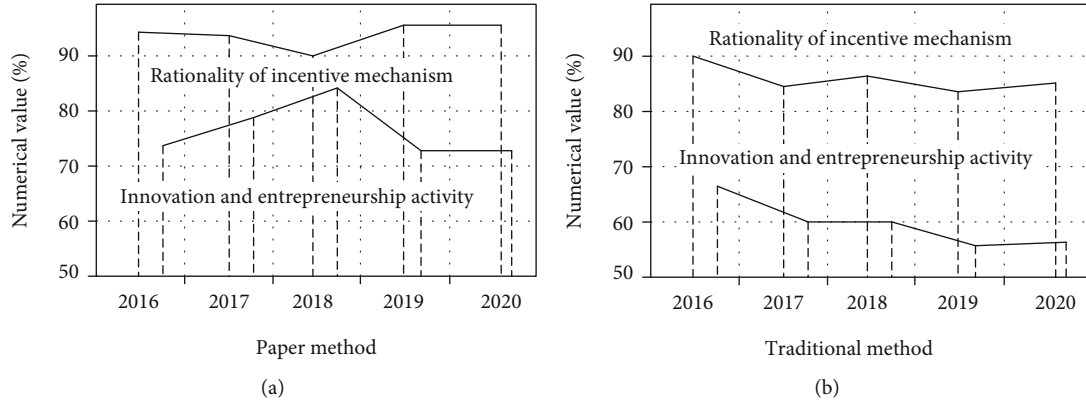 Numerical value (%)
90
80
70
60
50
Rationality of incentive mechanism
Innovation and entrepreneurship activity
2016 2017 2018 2019 2020
Paper method
(a)
Numerical value (%)
90
80
70
60
50
Rationality of incentive mechanism
Innovation and entrepreneurship activity
2016 2017 2018 2019 2020
Traditional method
(b)